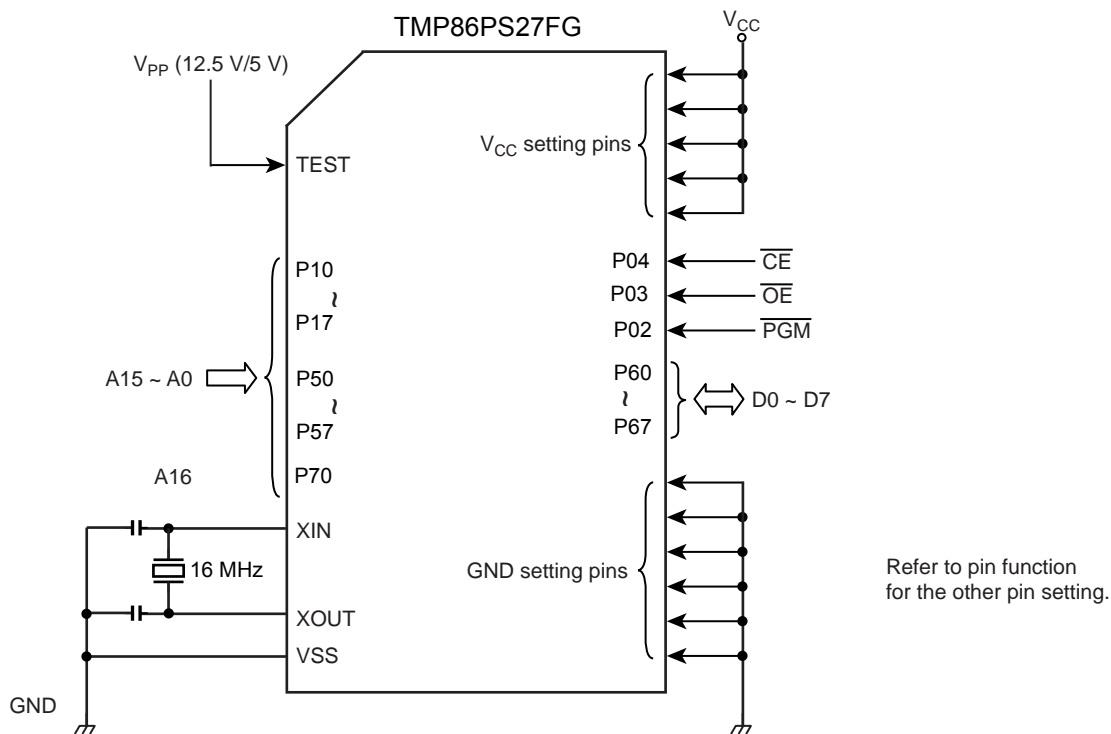 TMP86PS27FG
VCC
VPP (12.5 V/5 V)
VCC setting pins
TEST
P10
~
P17
A15 ~ A0
P50
~
P57
A16
P70
XIN
16 MHz
XOUT
VSS
GND
P04
CE
P03
OE
P02
PGM
P60
~
P67
D0 ~ D7
GND setting pins
Refer to pin function
for the other pin setting.